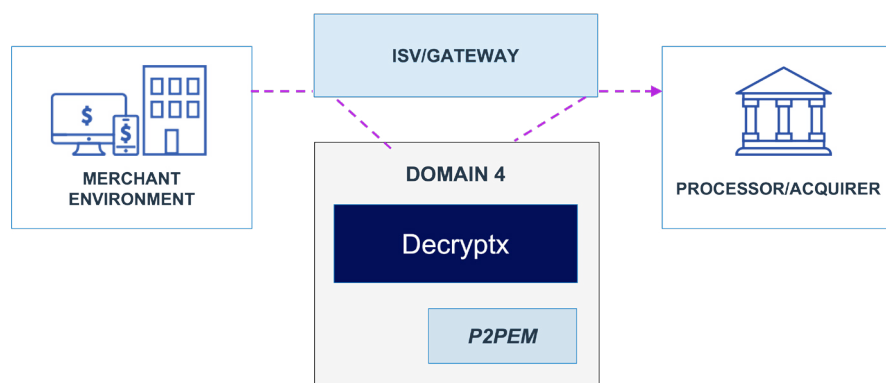 ISV/GATEWAY
$
$
MERCHANT
ENVIRONMENT
DOMAIN 4
Decryptx
P2PEM
PROCESSOR/ACQUIRER